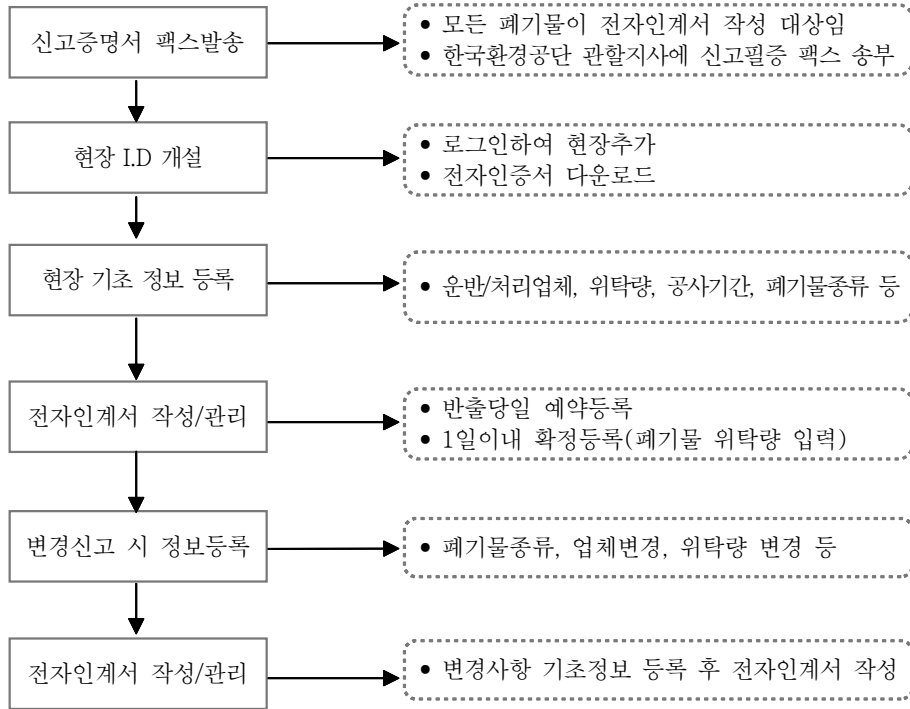 신고증명서 팩스발송
• 모든 폐기물이 전자인계서 작성 대상임
• 한국환경공단 관할지사에 신고필증 팩스 송부
현장 I.D 개설
• 로그인하여 현장추가
• 전자인증서 다운로드
현장 기초 정보 등록
• 운반/처리업체, 위탁량, 공사기간, 폐기물종류 등
전자인계서 작성/관리
• 반출당일 예약등록
• 1일이내 확정등록(폐기물 위탁량 입력)
변경신고 시 정보등록
• 폐기물종류, 업체변경, 위탁량 변경 등
전자인계서 작성/관리
• 변경사항 기초정보 등록 후 전자인계서 작성